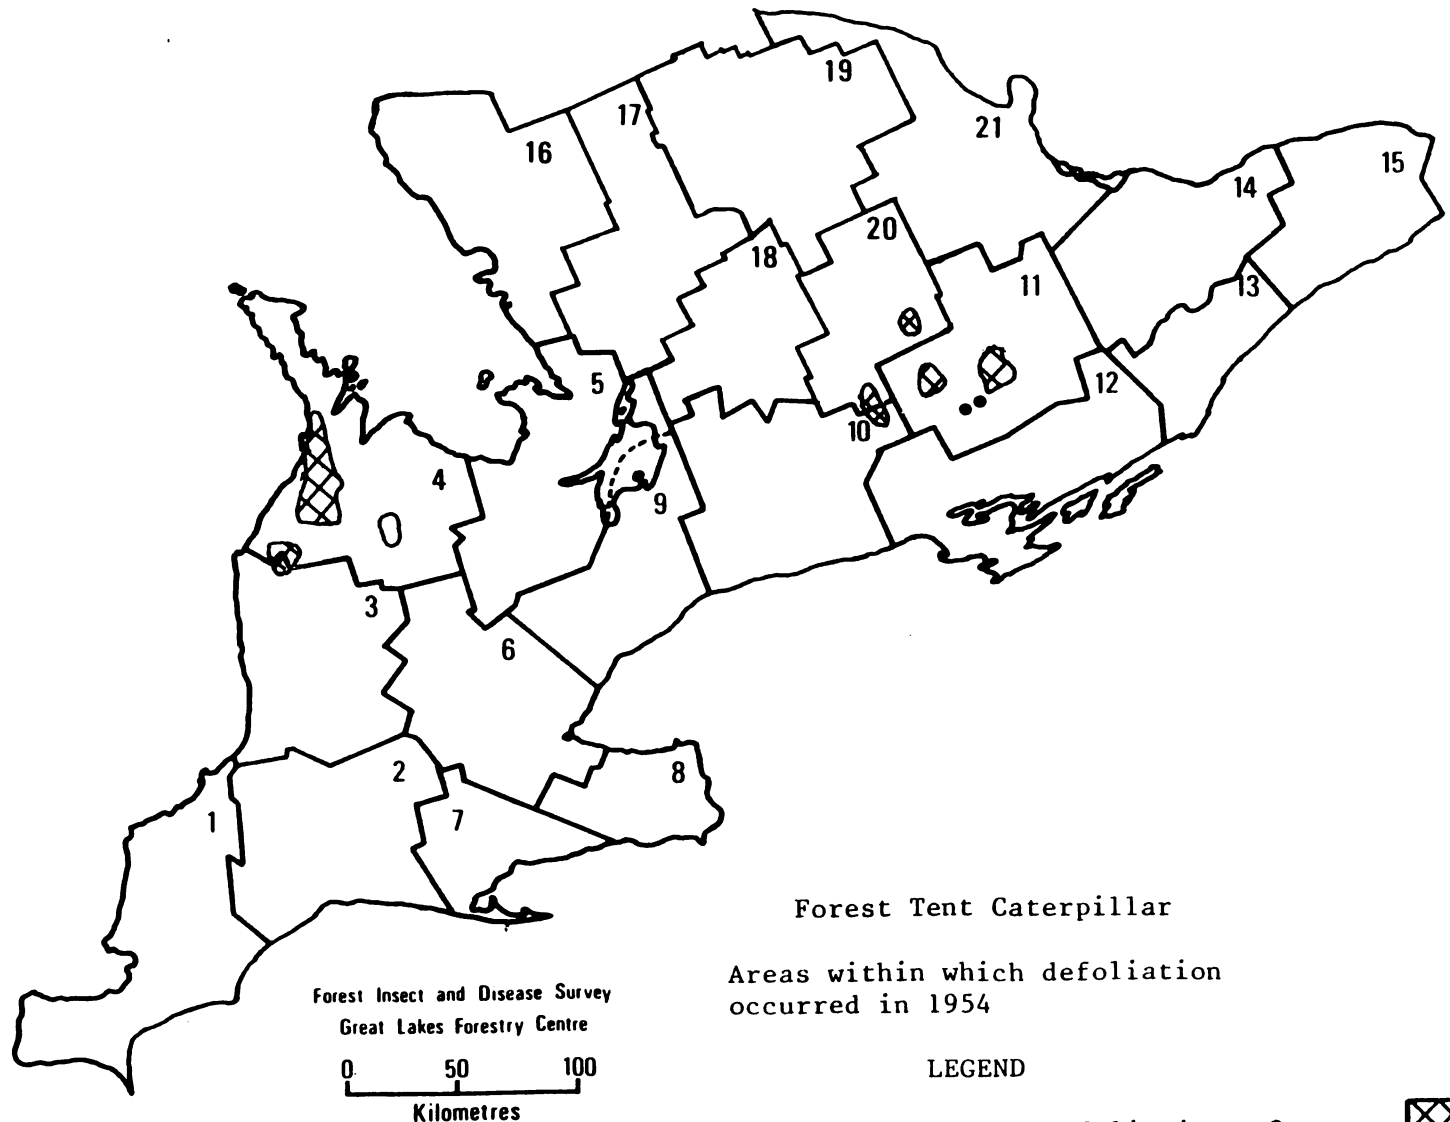 19
17
21
16
15
14
20
18
13
11
5
12
10
4
9
3
6
2
8
1
7
Forest Tent Caterpillar
Areas within which defoliation
occurred in 1954
Forest Insect and Disease Survey
Great Lakes Forestry Centre
0 50 100
Kilometres
LEGEND